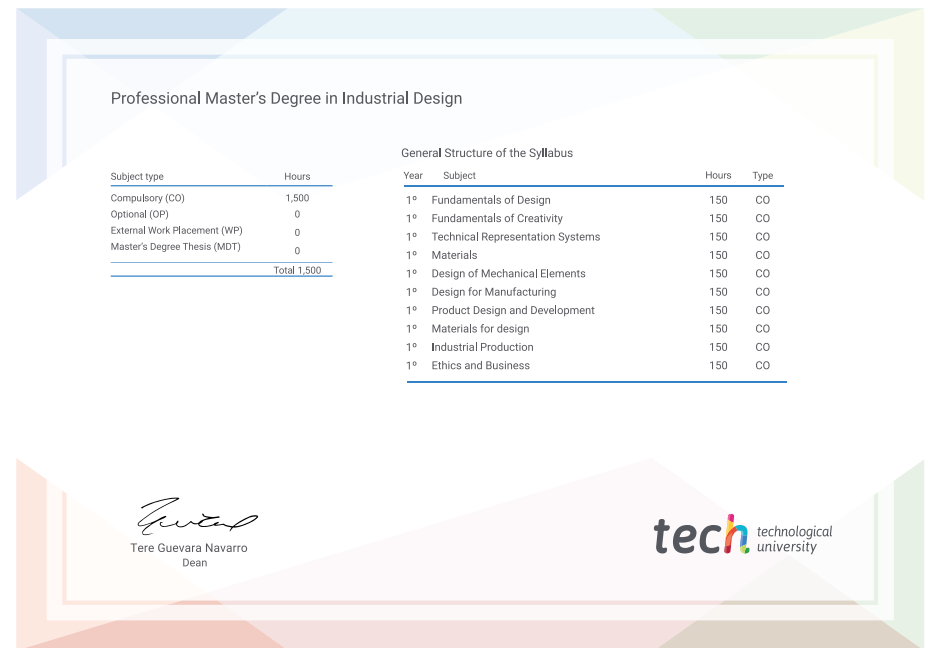 Professional Master's Degree in Industrial Design
General Structure of the Syllabus
Subject type Hours
Compulsory (CO) 1,500
Optional (OP) 0
External Work Placement (WP) 0
Master's Degree Thesis (MDT) 0
Total 1,500
Year Subject Hours Type
1º Fundamentals of Design 150 CO
1º Fundamentals of Creativity 150 CO
1º Technical Representation Systems 150 CO
1º Materials 150 CO
1º Design of Mechanical Elements 150 CO
1º Design for Manufacturing 150 CO
1º Product Design and Development 150 CO
1º Materials for design 150 CO
1º Industrial Production 150 CO
1º Ethics and Business 150 CO
Tere Guevara Navarro
Dean
tech technological
university